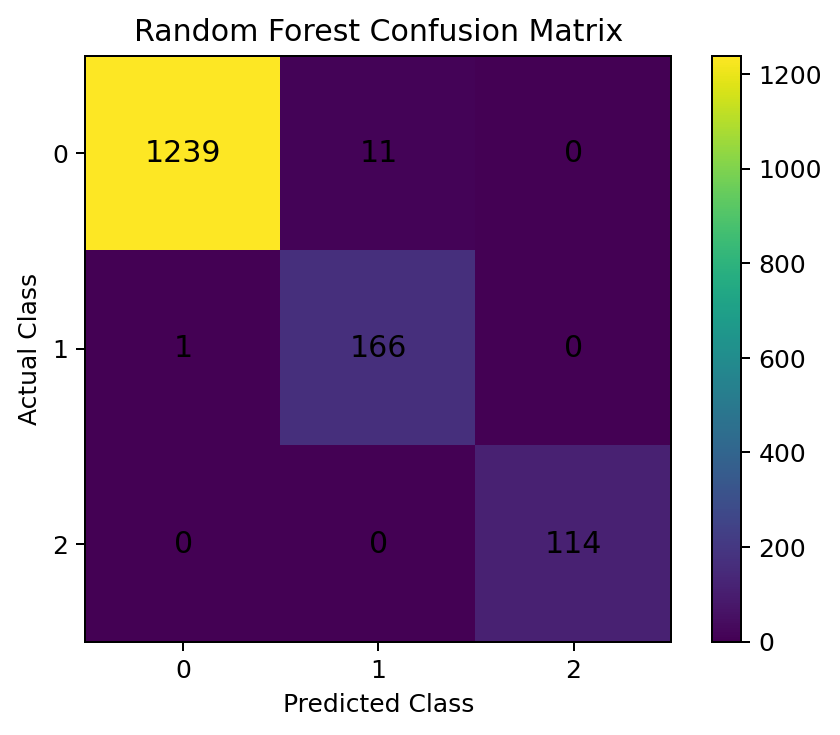 Random Forest Confusion Matrix
1200
1000
800
600
400
200
0
Actual Class
0
1
2
1239 11 0
1 166 0
0 0 114
0 1 2
Predicted Class